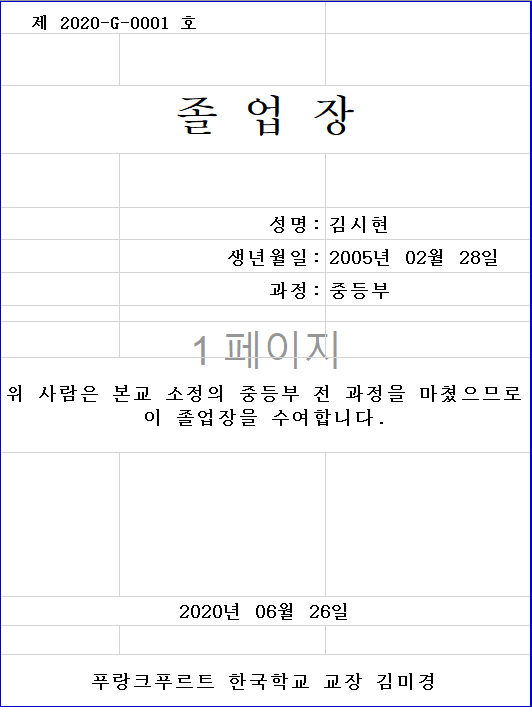 제 2020-G-0001 호
졸 업 장
성명: 김시현
생년월일: 2005년 02월 28일
과정: 중등부
1 페이지
위 사람은 본교 소정의 중등부 전 과정을 마쳤으므로
이 졸업장을 수여합니다.
2020년 06월 26일
푸랑크푸르트 한국학교 교장 김미경